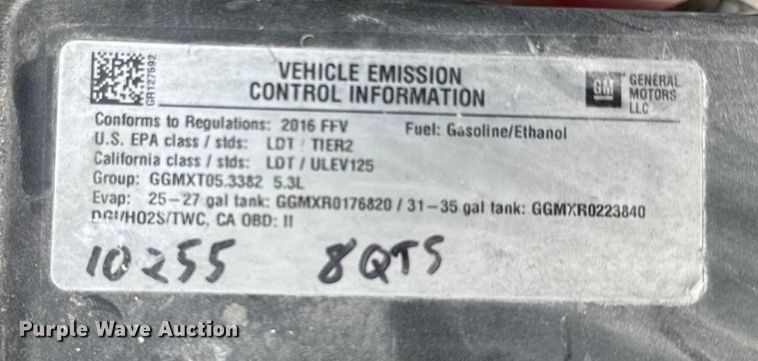 VEHICLE EMISSION
CONTROL INFORMATION
GM
GENERAL
MOTORS
LLC
GR127592
Conforms to Regulations: 2016 FFV Fuel: Gasoline/Ethanol
U.S. EPA class / stds: LDT / TIER2
California class / stds: LDT / ULEV125
Group: GGMXT05.3382 5.3L
Evap: 25-27 gal tank: GGMXR0176820 / 31-35 gal tank: GGMXR0223840
DGI/HO2S/TWC, CA OBD: II
10255 8QTS
Purple Wave Auction